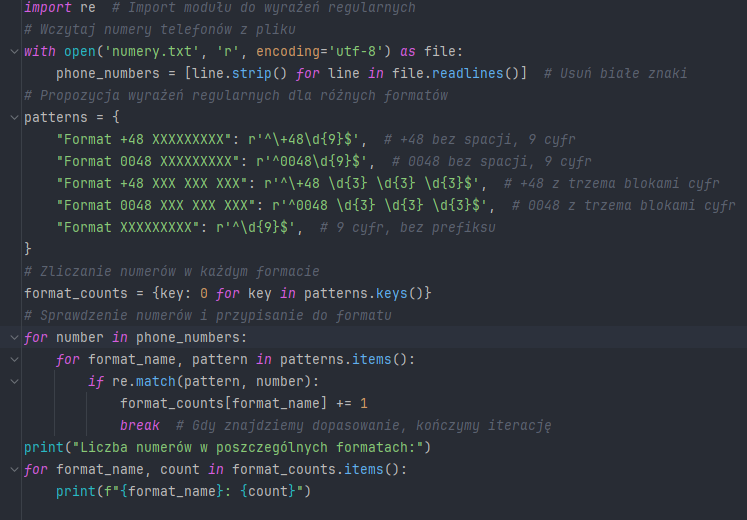 import re  # Import modułu do wyrażeń regularnych
# Wczytaj numery telefonów z pliku
with open('numery.txt', 'r', encoding='utf-8') as file:
    phone_numbers = [line.strip() for line in file.readlines()]  # Usuń białe znaki
# Propozycja wyrażeń regularnych dla różnych formatów
patterns = {
    "Format +48 XXXXXXXXX": r'^\+48\d{9}$',  # +48 bez spacji, 9 cyfr
    "Format 0048 XXXXXXXXX": r'^0048\d{9}$',  # 0048 bez spacji, 9 cyfr
    "Format +48 XXX XXX XXX": r'^\+48 \d{3} \d{3} \d{3}$',  # +48 z trzema blokami cyfr
    "Format 0048 XXX XXX XXX": r'^0048 \d{3} \d{3} \d{3}$',  # 0048 z trzema blokami cyfr
    "Format XXXXXXXXX": r'^\d{9}$',  # 9 cyfr, bez prefiksu
}
# Zliczanie numerów w każdym formacie
format_counts = {key: 0 for key in patterns.keys()}
# Sprawdzenie numerów i przypisanie do formatu
for number in phone_numbers:
    for format_name, pattern in patterns.items():
        if re.match(pattern, number):
            format_counts[format_name] += 1
            break  # Gdy znajdziemy dopasowanie, kończymy iterację
print("Liczba numerów w poszczególnych formatach:")
for format_name, count in format_counts.items():
    print(f"{format_name}: {count}")